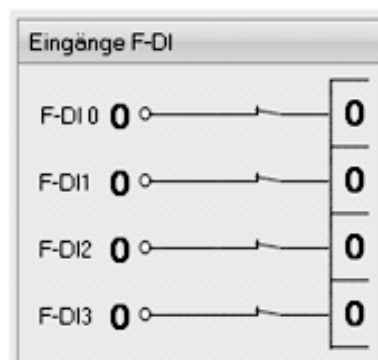 Eingänge F-DI
F-DI 0 0 0
F-DI1 0 0
F-DI2 0 0
F-DI3 0 0